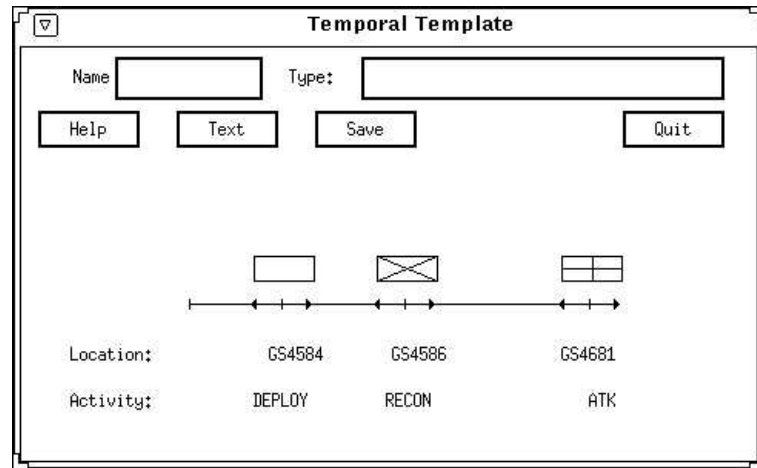 Temporal Template
Name Type:
Help Text Save Quit
Location: GS4584 GS4586 GS4681
Activity: DEPLOY RECON ATK